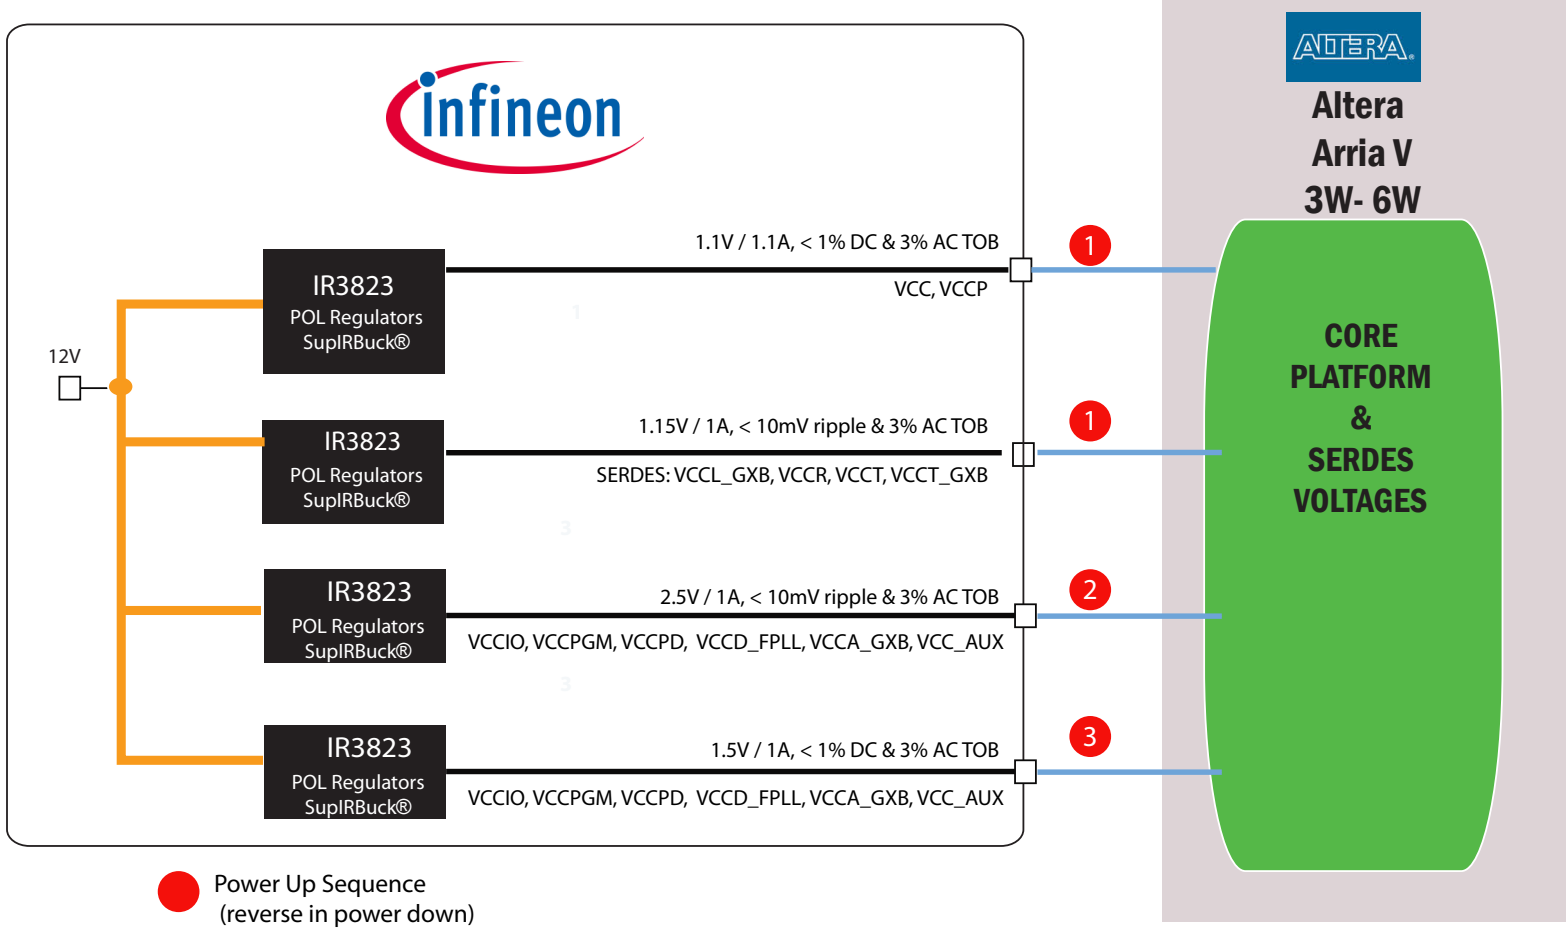 infineon
ALTERA®
Altera
Arria V
3W- 6W
12V
IR3823
POL Regulators
SupIRBuck®
1.1V / 1.1A, < 1% DC & 3% AC TOB
VCC, VCCP
1
1
IR3823
POL Regulators
SupIRBuck®
1.15V / 1A, < 10mV ripple & 3% AC TOB
SERDES: VCCL_GXB, VCCR, VCCT, VCCT_GXB
1
3
IR3823
POL Regulators
SupIRBuck®
2.5V / 1A, < 10mV ripple & 3% AC TOB
VCCIO, VCCPGM, VCCPD, VCCD_FPLL, VCCA_GXB, VCC_AUX
2
3
IR3823
POL Regulators
SupIRBuck®
1.5V / 1A, < 1% DC & 3% AC TOB
VCCIO, VCCPGM, VCCPD, VCCD_FPLL, VCCA_GXB, VCC_AUX
3
CORE
PLATFORM
&
SERDES
VOLTAGES
Power Up Sequence
(reverse in power down)